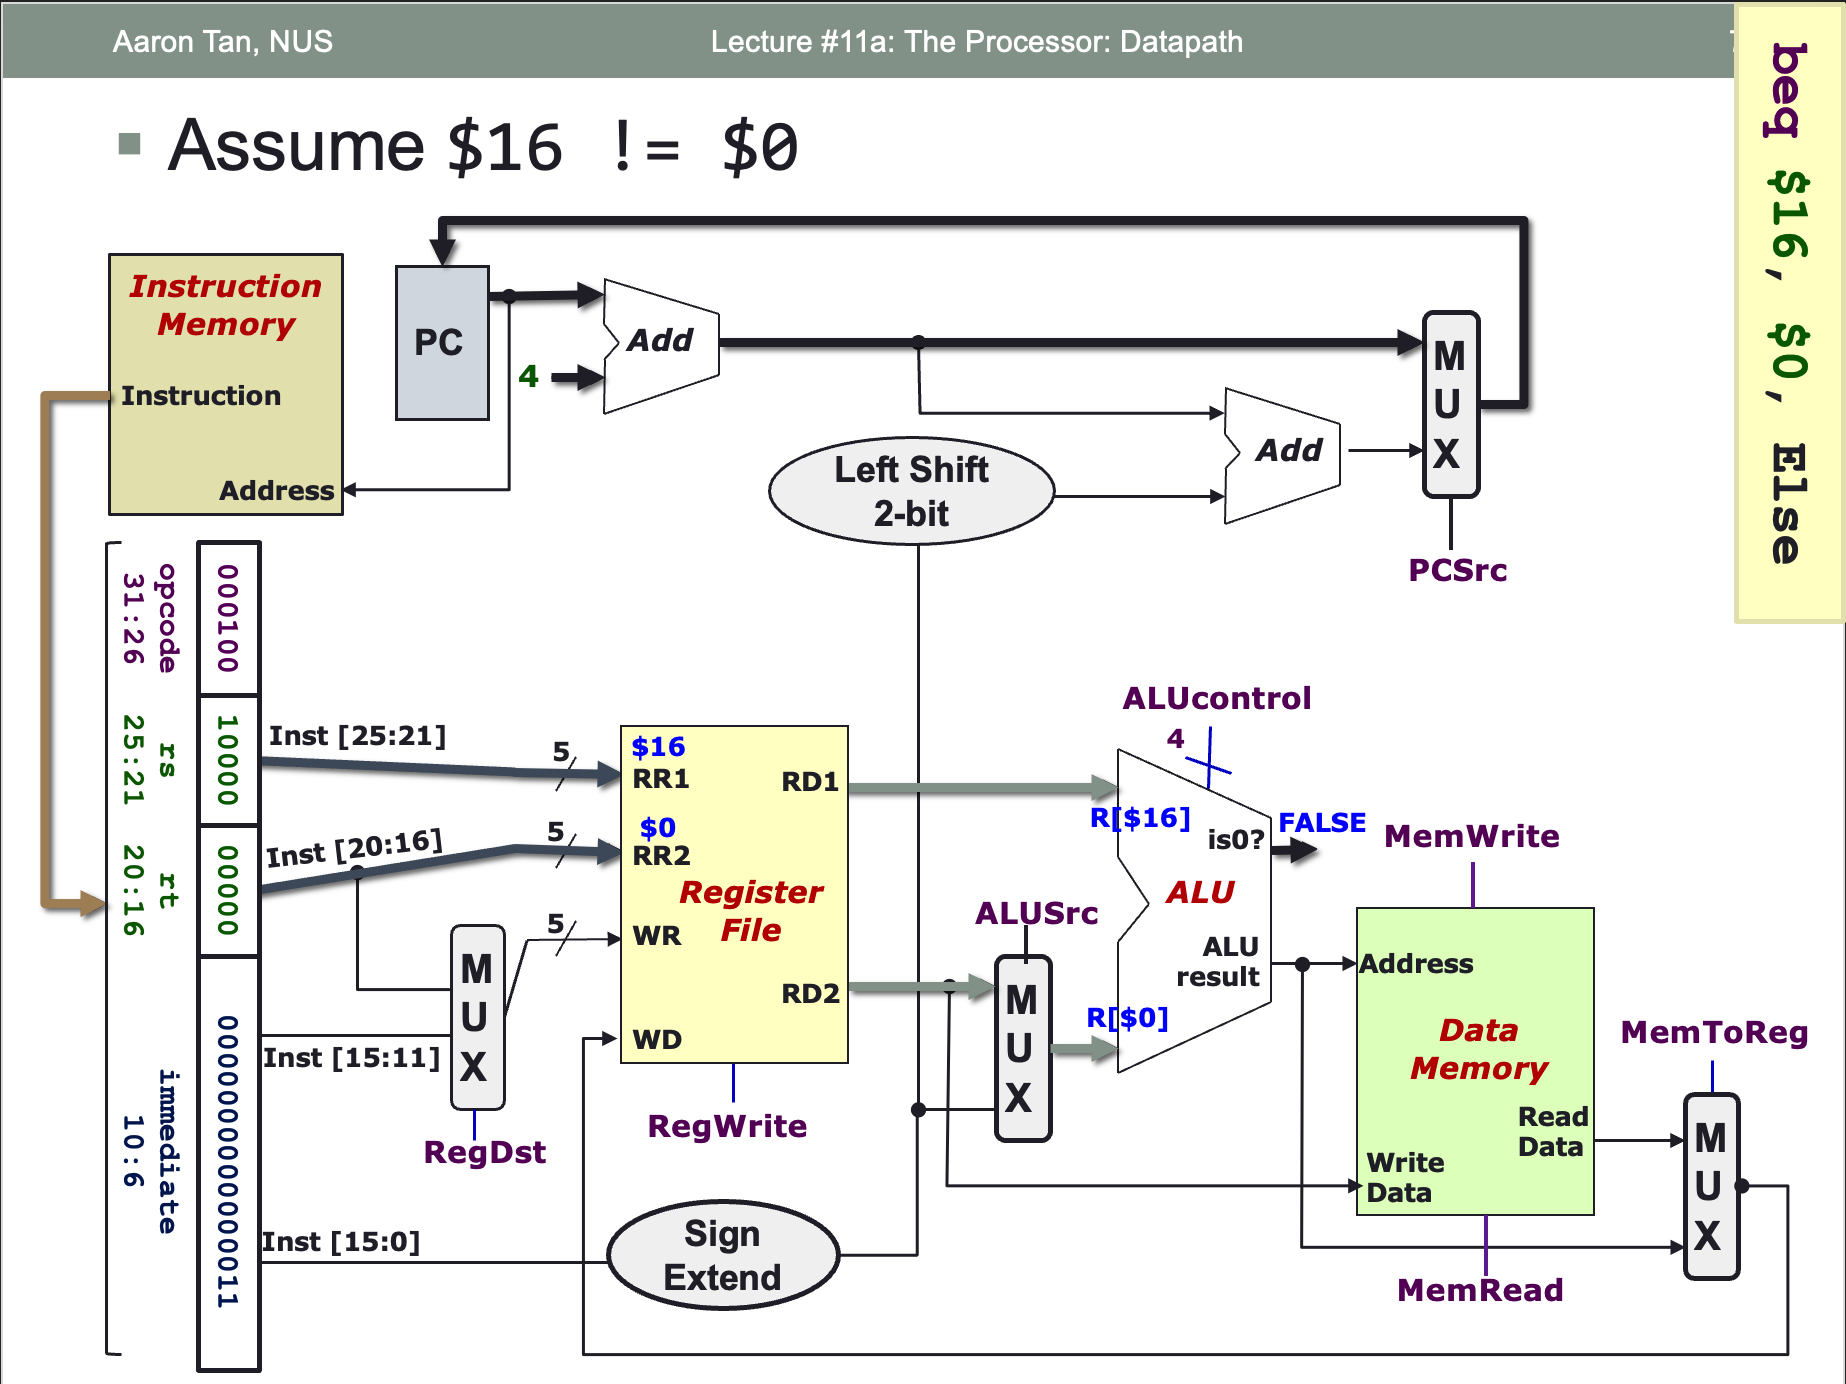 Aaron Tan, NUS
Lecture #11a: The Processor: Datapath
Assume $16 != $0
beq $16, $0, Else
Instruction
Memory
Instruction
Address
PC
4
Add
Left Shift
2-bit
Add
M
U
X
PCSrc
opcode
31:26
000100
rs
25:21
10000
rt
20:16
00000
immediate
10:6
0000000000000011
Inst [25:21]
5
Inst [20:16]
5
5
Inst [15:11]
Inst [15:0]
M
U
X
RegDst
$16
RR1
$0
RR2
WR
WD
RD1
RD2
Register
File
RegWrite
Sign
Extend
ALUSrc
M
U
X
ALUcontrol
4
R[$16]
R[$0]
is0?
FALSE
ALU
ALU
result
MemWrite
Address
Data
Memory
Read
Data
Write
Data
MemRead
MemToReg
M
U
X